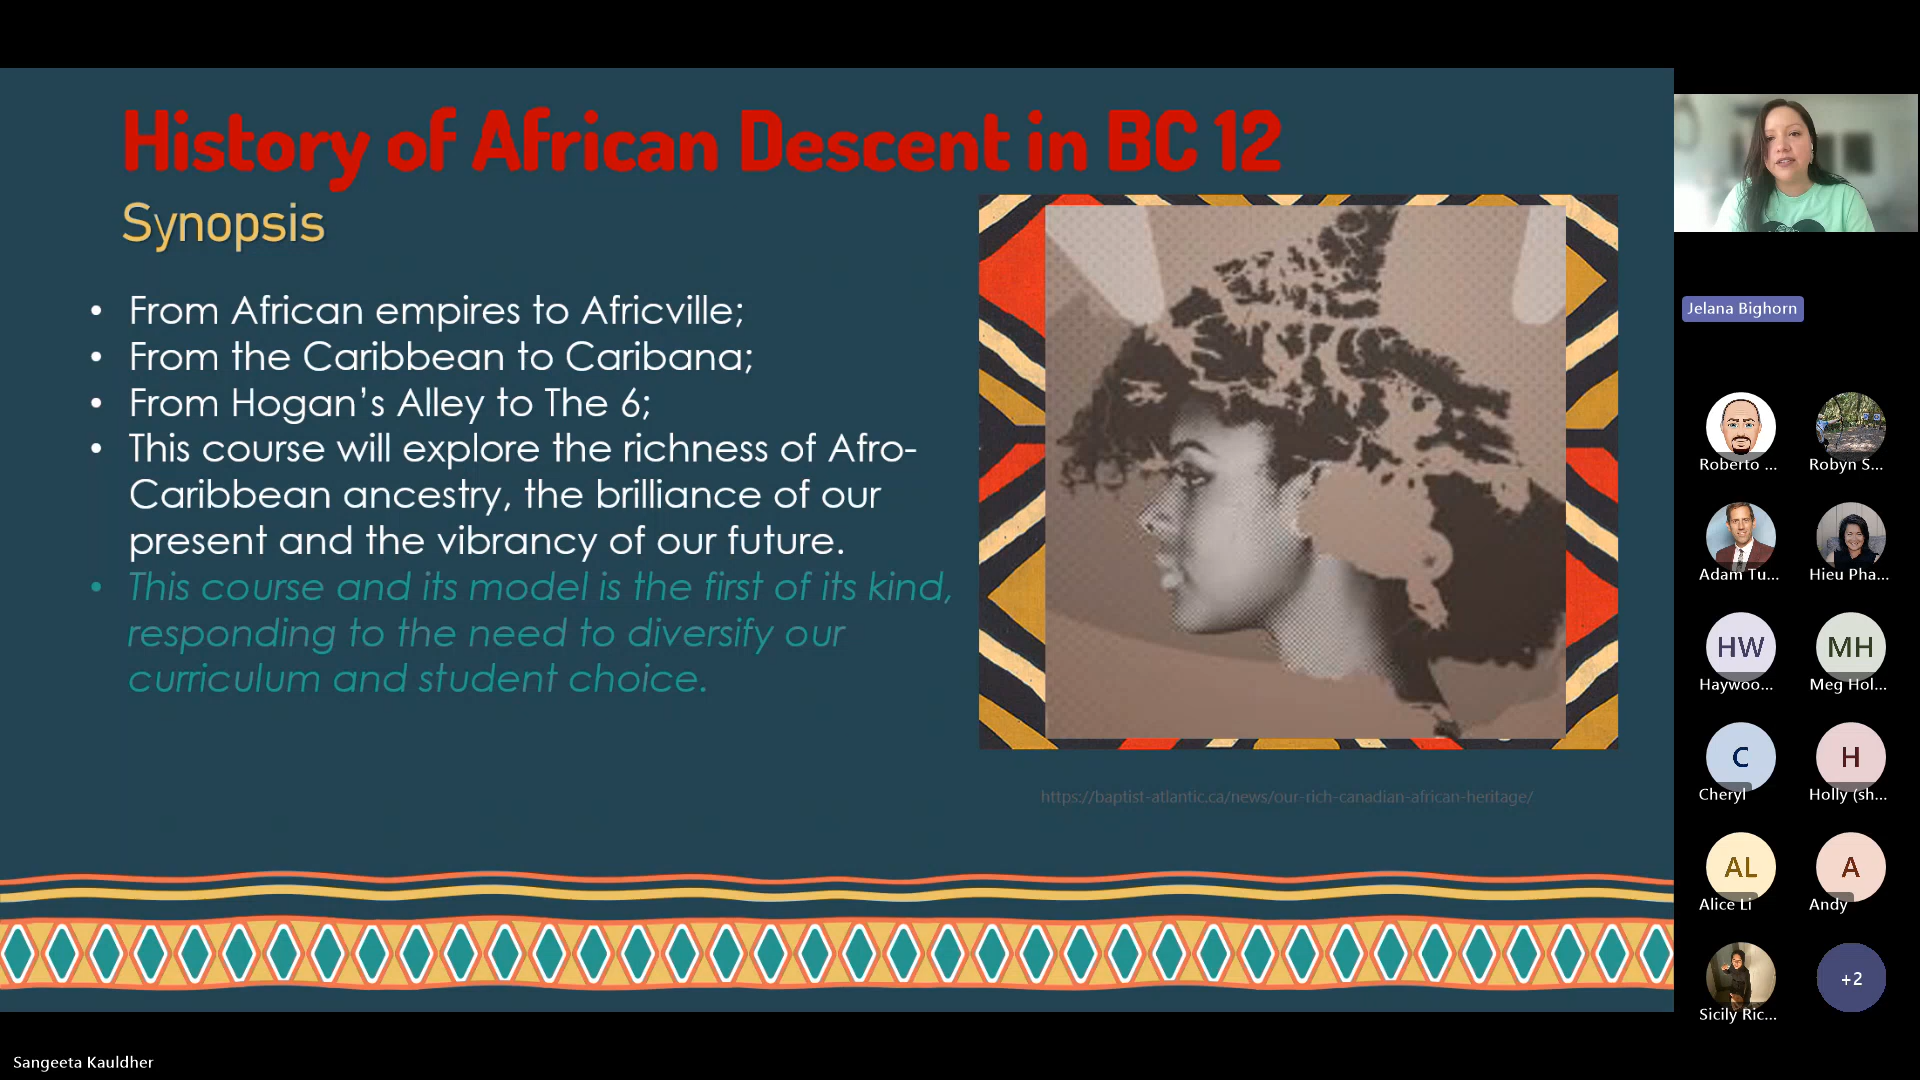 History of African Descent in BC 12
Synopsis
• From African empires to Africville;
• From the Caribbean to Caribana;
• From Hogan's Alley to The 6;
• This course will explore the richness of Afro-
Caribbean ancestry, the brilliance of our
present and the vibrancy of our future.
• This course and its model is the first of its kind,
responding to the need to diversify our
curriculum and student choice.
https://baptist-atlantic.ca/news/our-rich-canadian-african-heritage/
Jelana Bighorn
Roberto ...
Robyn S...
Adam Tu...
Hieu Pha...
HW
MH
Haywoo...
Meg Hol...
C
H
Cheryl
Holly (sh...
AL
A
Alice Li
Andy
Sicily Ric...
+2
Sangeeta Kauldher